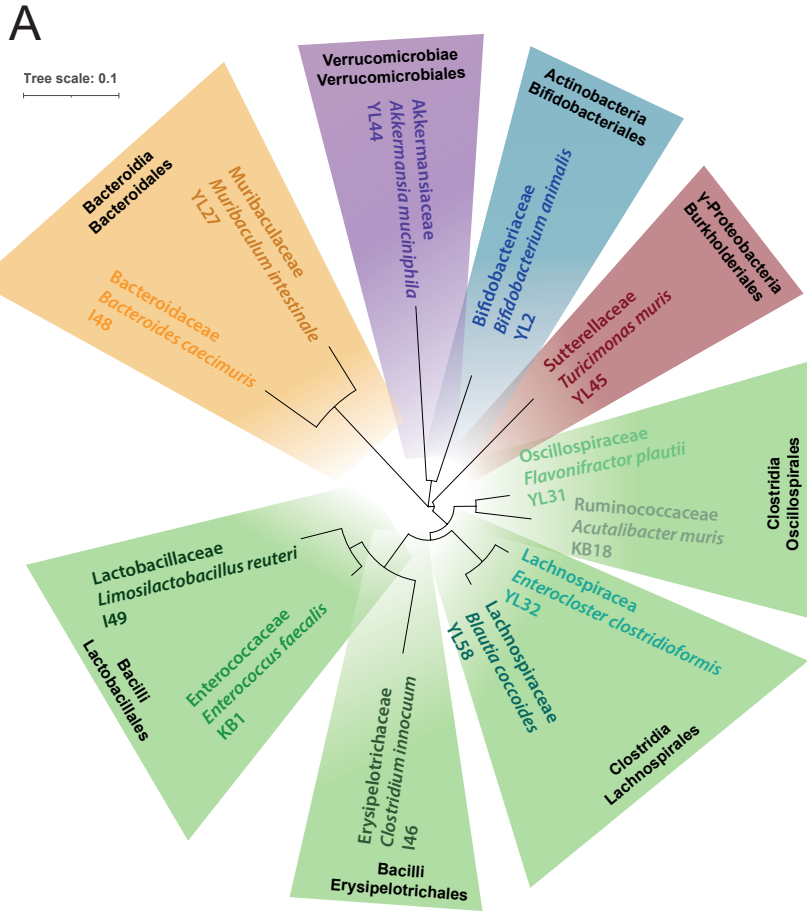 A
Tree scale: 0.1
Verrucomicrobiae
Verrucomicrobiales
Akkermansiaceae
Akkermansia muciniphila
YL44
Actinobacteria
Bifidobacteriales
Bifidobacteriaceae
Bifidobacterium animalis
YL2
γ-Proteobacteria
Burkholderiales
Sutterellaceae
Turicimonas muris
YL45
Clostridia
Oscillospirales
Oscillospiraceae
Flavonifractor plautii
YL31
Ruminococcaceae
Acutalibacter muris
KB18
Lachnospiracea
Enterocloster clostridioformis
YL32
Lachnospiraceae
Blautia coccoides
YL58
Clostridia
Lachnospirales
Erysipelotrichaceae
Clostridium innocuum
I46
Bacilli
Erysipelotrichales
Enterococcaceae
Enterococcus faecalis
KB1
Lactobacillaceae
Limosilactobacillus reuteri
I49
Bacilli
Lactobacillales
Bacteroidaceae
Bacteroides caecimuris
I48
Muribaculaceae
Muribaculum intestinale
YL27
Bacteroidia
Bacteroidales